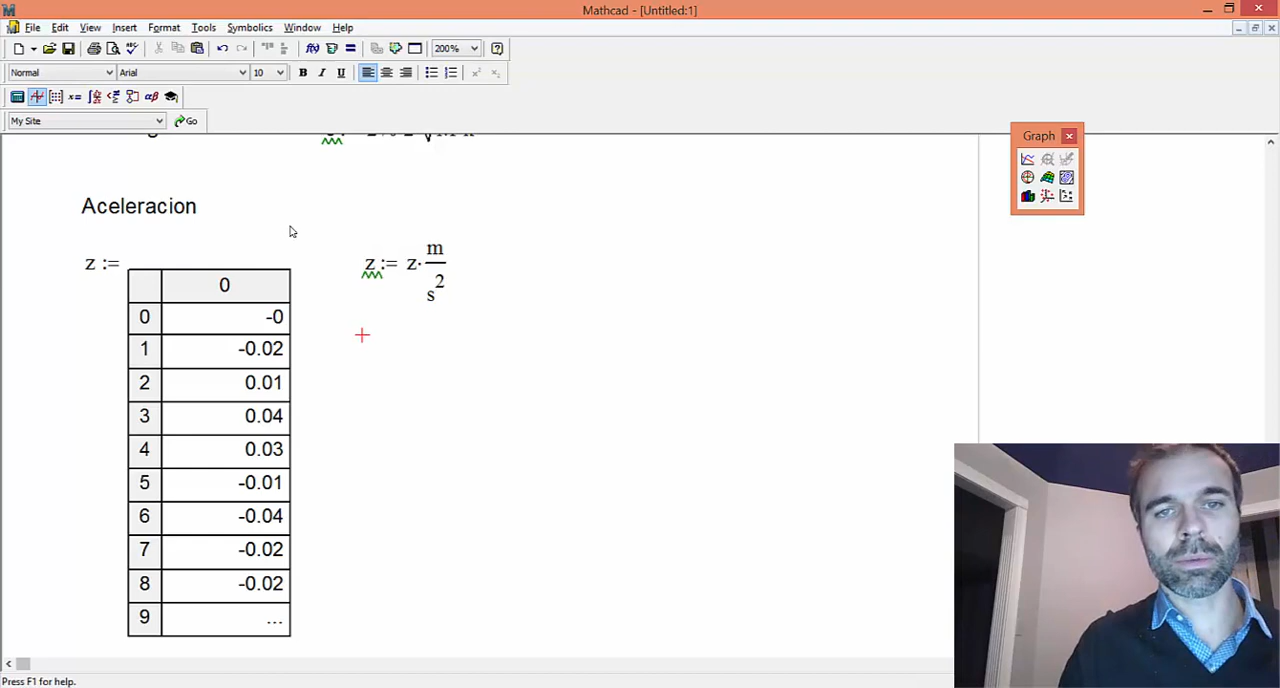 Mathcad - [Untitled:1]
File Edit View Insert Format Tools Symbolics Window Help
200%
Normal Arial 10 B I U
αβ
My Site Go
Graph
Aceleracion
z :=
z := z· m/s^2
0
0 -0
1 -0.02
2 0.01
3 0.04
4 0.03
5 -0.01
6 -0.04
7 -0.02
8 -0.02
9 ...
Press F1 for help.